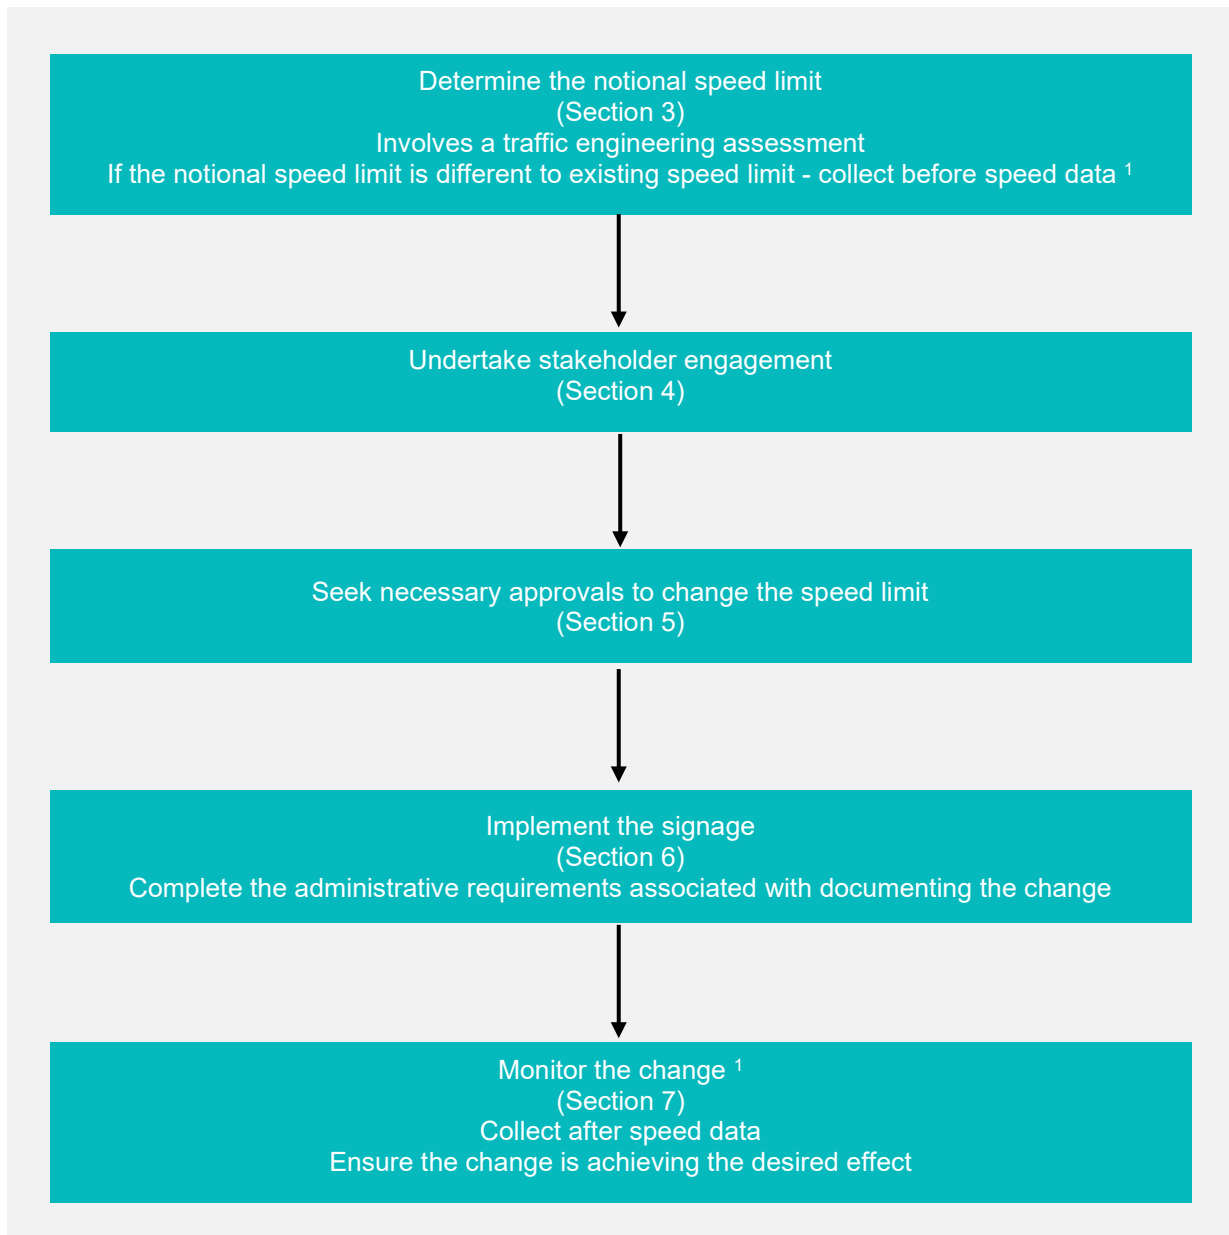 Determine the notional speed limit
(Section 3)
Involves a traffic engineering assessment
If the notional speed limit is different to existing speed limit - collect before speed data ¹
Undertake stakeholder engagement
(Section 4)
Seek necessary approvals to change the speed limit
(Section 5)
Implement the signage
(Section 6)
Complete the administrative requirements associated with documenting the change
Monitor the change ¹
(Section 7)
Collect after speed data
Ensure the change is achieving the desired effect